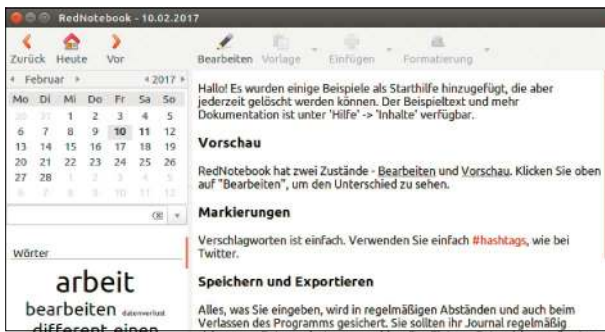 RedNotebook - 10.02.2017
Zurück Heute Vor
Bearbeiten Vorlage Einfügen Formatierung
Februar 2017
Mo Di Mi Do Fr Sa So
30 31 1 2 3 4 5
6 7 8 9 10 11 12
13 14 15 16 17 18 19
20 21 22 23 24 25 26
27 28 1 2 3 4 5
6 7 8 9 10 11 12
Wörter
arbeit
bearbeiten datenverlust
different einen
Hallo! Es wurden einige Beispiele als Starthilfe hinzugefügt, die aber
jederzeit gelöscht werden können. Der Beispieltext und mehr
Dokumentation ist unter 'Hilfe' -> 'Inhalte' verfügbar.
Vorschau
RedNotebook hat zwei Zustände - Bearbeiten und Vorschau. Klicken Sie oben
auf "Bearbeiten", um den Unterschied zu sehen.
Markierungen
Verschlagworten ist einfach. Verwenden Sie einfach #hashtags, wie bei
Twitter.
Speichern und Exportieren
Alles, was Sie eingeben, wird in regelmäßigen Abständen und auch beim
Verlassen des Programms gesichert. Sie sollten ihr Journal regelmäßig